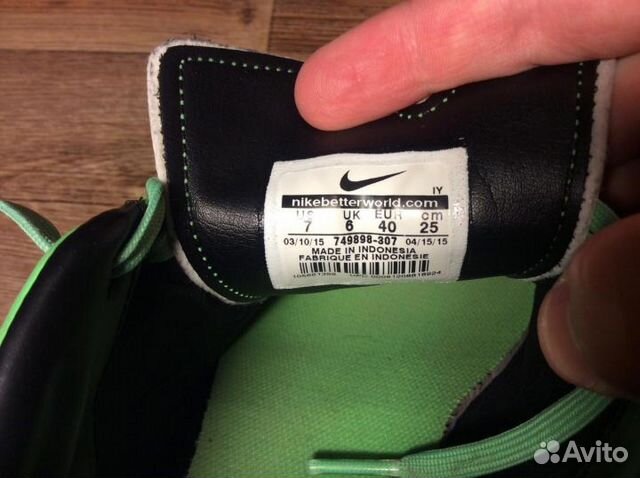 IY
nikebetterworld.com
US UK EUR cm
7 6 40 25
03/10/15 749898-307 04/15/15
MADE IN INDONESIA
FABRIQUE EN INDONESIE
Avito